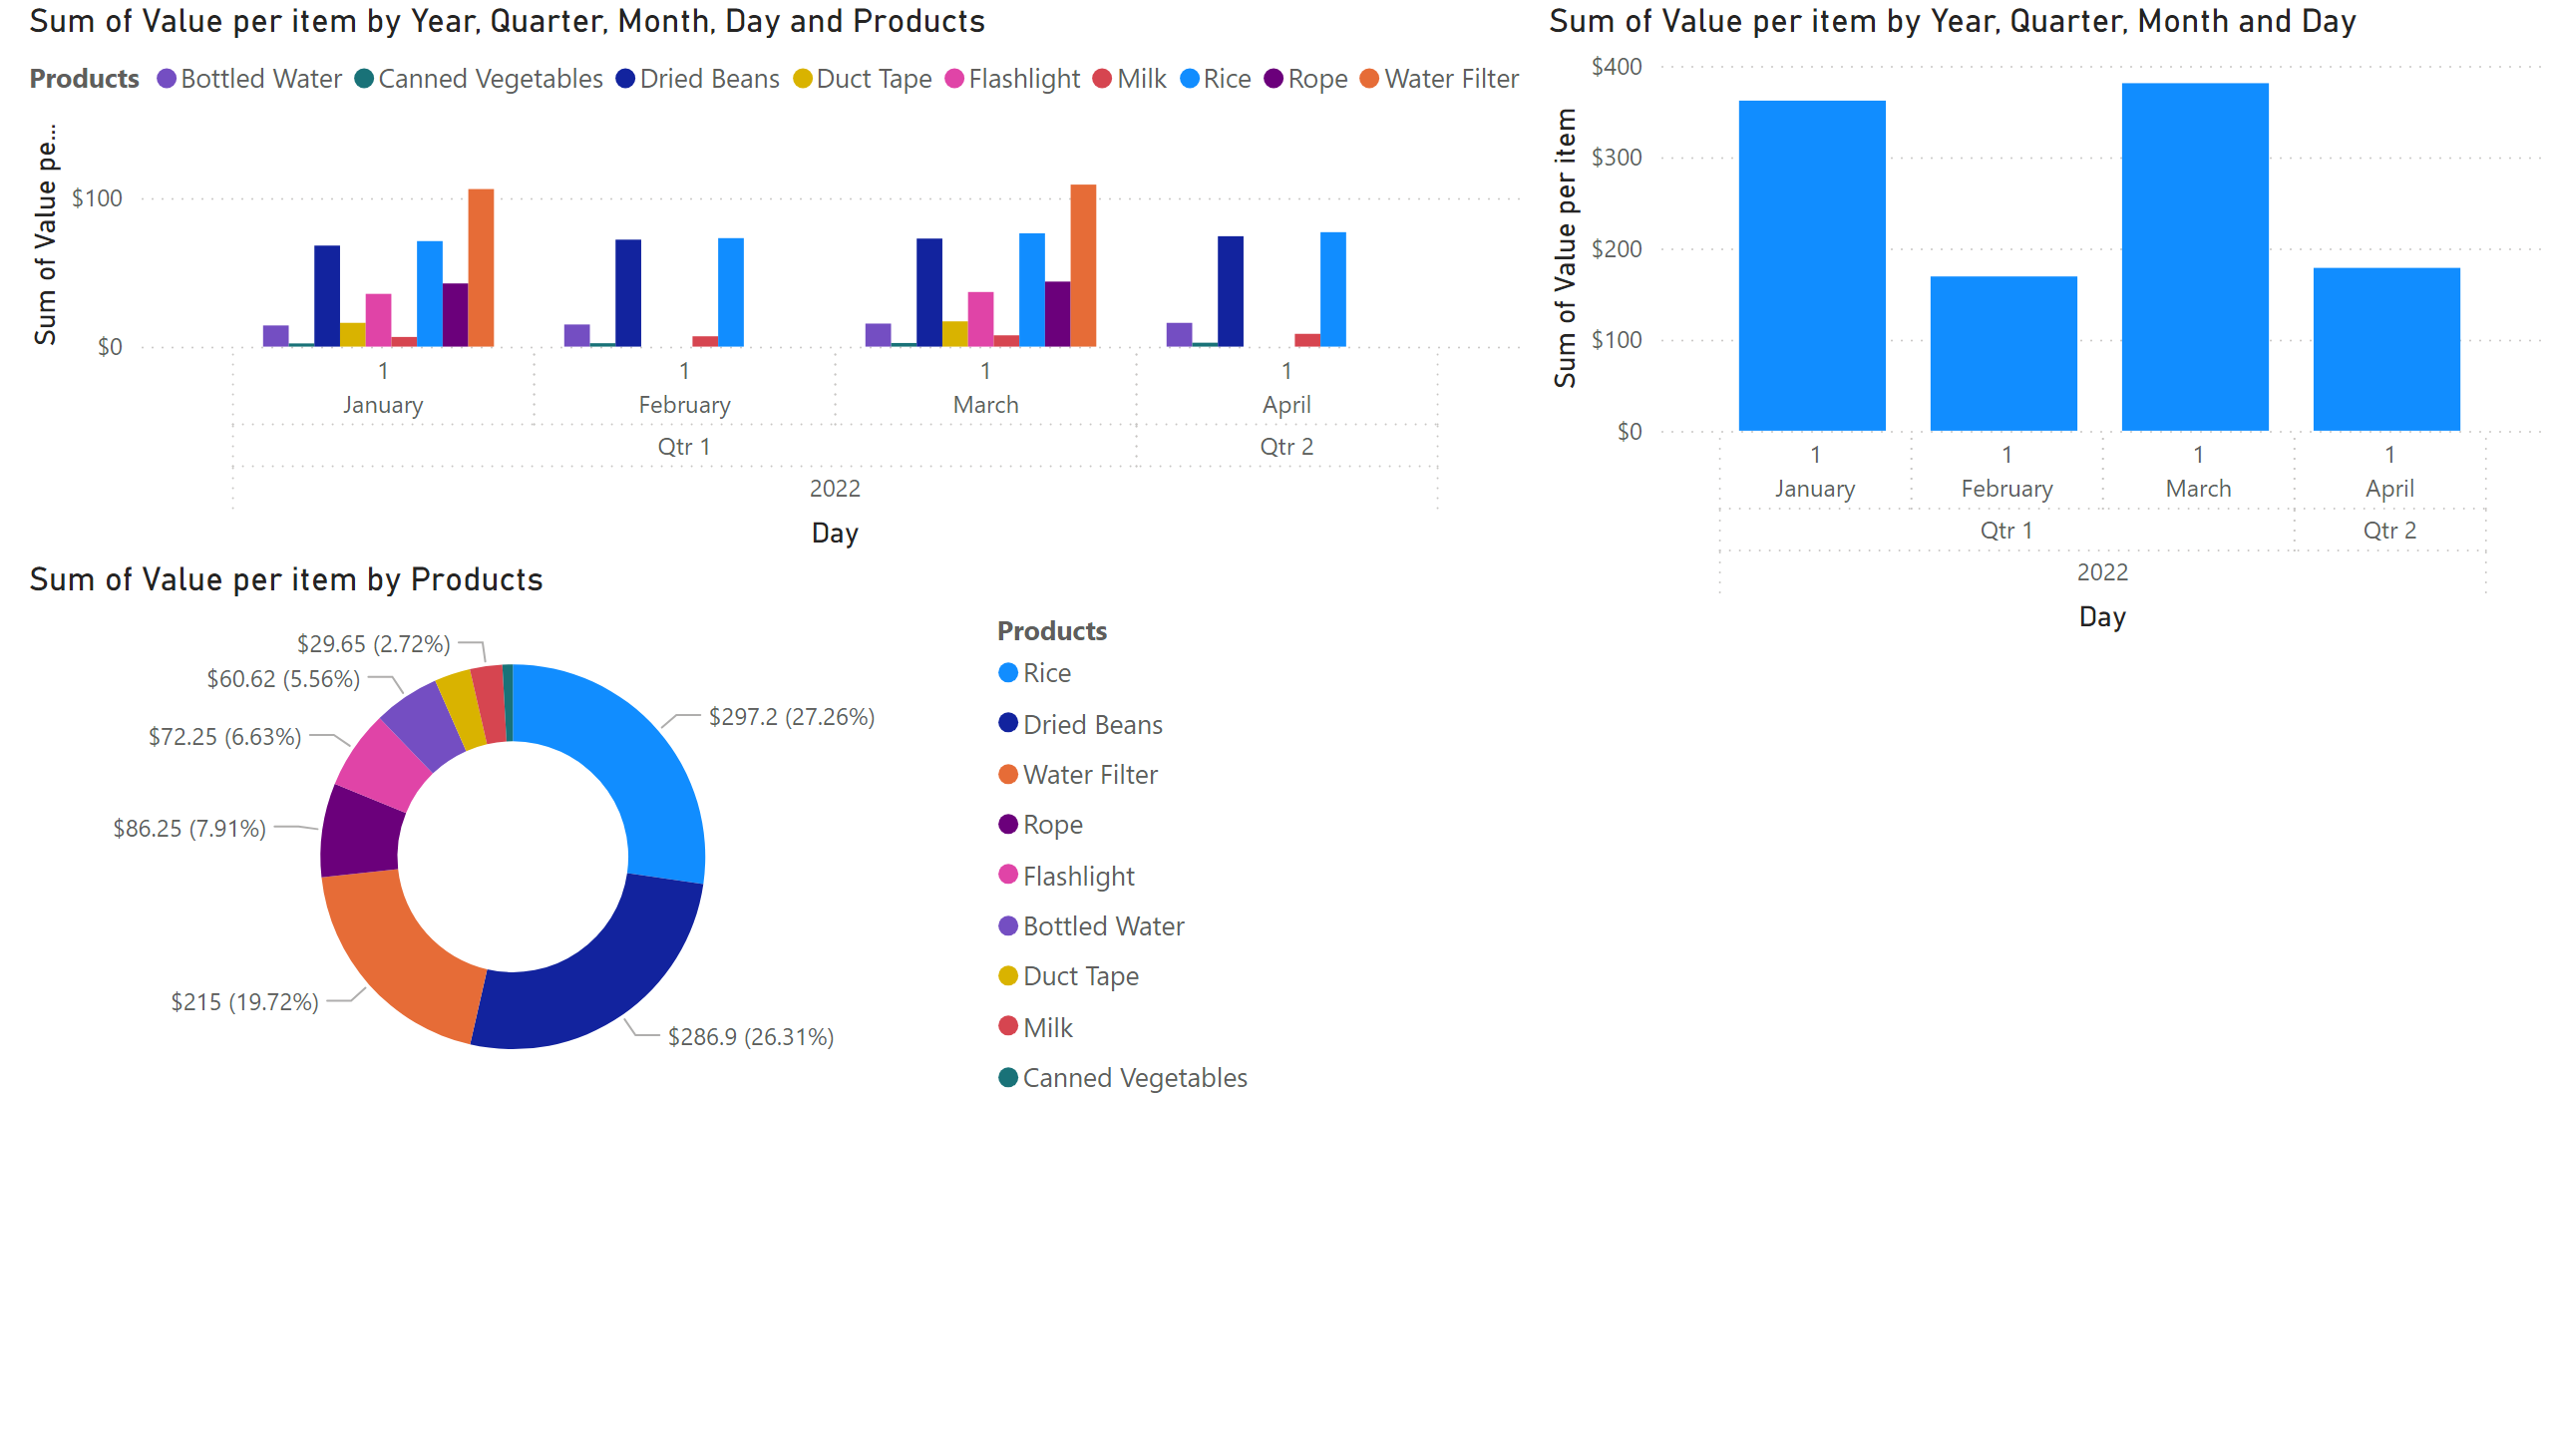 Sum of Value per item by Year, Quarter, Month, Day and Products
Products Bottled Water Canned Vegetables Dried Beans Duct Tape Flashlight Milk Rice Rope Water Filter
Sum of Value pe...
$100
$0
1 1 1 1
January February March April
Qtr 1 Qtr 2
2022
Day
Sum of Value per item by Year, Quarter, Month and Day
Sum of Value per item
$400
$300
$200
$100
$0
1 1 1 1
January February March April
Qtr 1 Qtr 2
2022
Day
Sum of Value per item by Products
$29.65 (2.72%)
$60.62 (5.56%)
$72.25 (6.63%)
$86.25 (7.91%)
$215 (19.72%)
$297.2 (27.26%)
$286.9 (26.31%)
Products
Rice
Dried Beans
Water Filter
Rope
Flashlight
Bottled Water
Duct Tape
Milk
Canned Vegetables